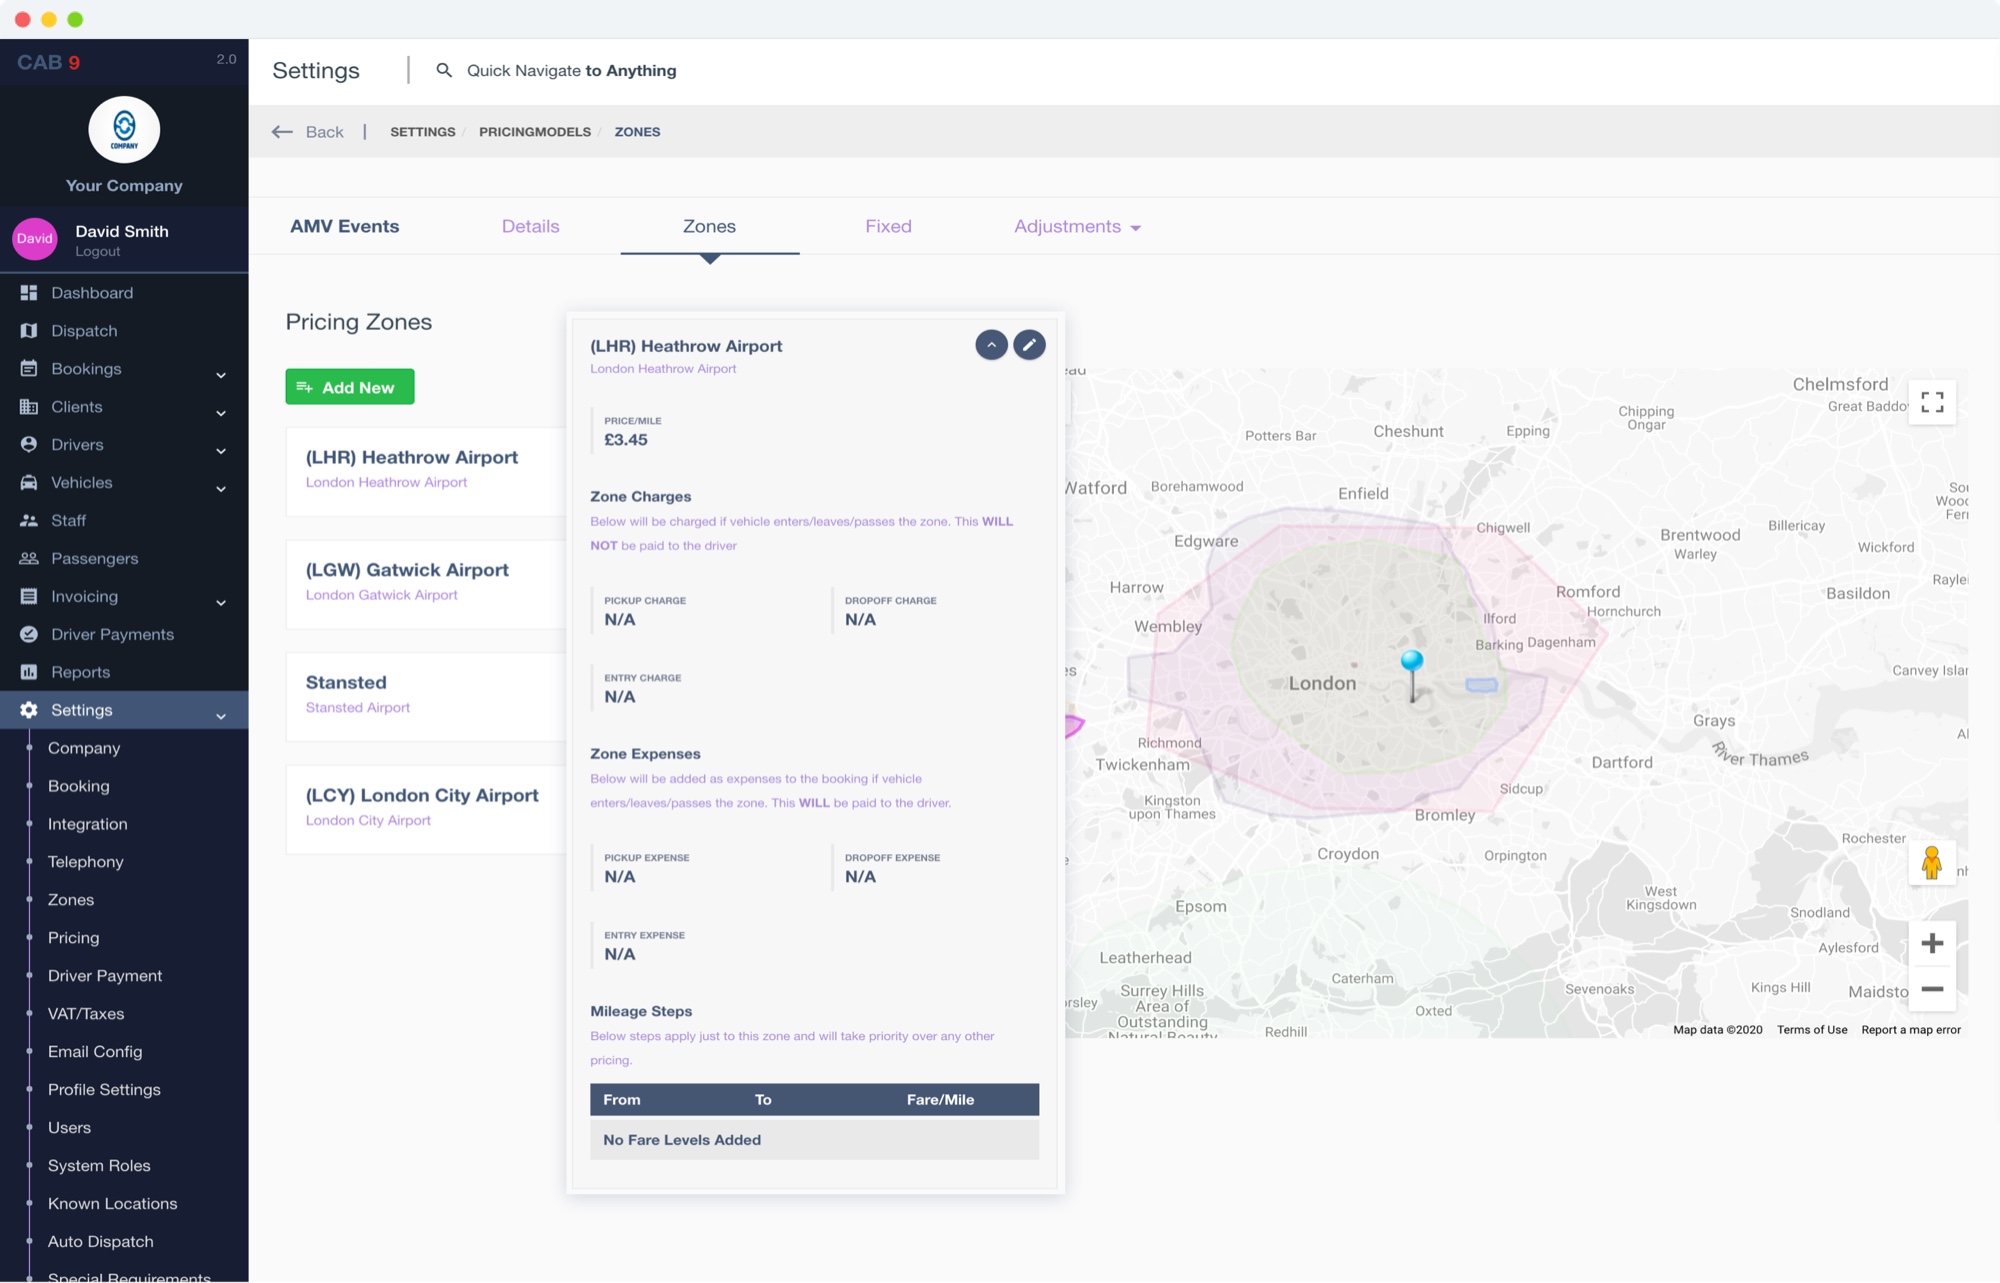 CAB 9
2.0
COMPANY
Your Company
David
David Smith
Logout
Dashboard
Dispatch
Bookings
Clients
Drivers
Vehicles
Staff
Passengers
Invoicing
Driver Payments
Reports
Settings
Company
Booking
Integration
Telephony
Zones
Pricing
Driver Payment
VAT/Taxes
Email Config
Profile Settings
Users
System Roles
Known Locations
Auto Dispatch
Special Requirements
Settings
Quick Navigate to Anything
Back | SETTINGS / PRICINGMODELS / ZONES
AMV Events
Details
Zones
Fixed
Adjustments
Pricing Zones
Add New
(LHR) Heathrow Airport
London Heathrow Airport
(LGW) Gatwick Airport
London Gatwick Airport
Stansted
Stansted Airport
(LCY) London City Airport
London City Airport
(LHR) Heathrow Airport
London Heathrow Airport
PRICE/MILE
£3.45
Zone Charges
Below will be charged if vehicle enters/leaves/passes the zone. This WILL
NOT be paid to the driver
PICKUP CHARGE
N/A
DROPOFF CHARGE
N/A
ENTRY CHARGE
N/A
Zone Expenses
Below will be added as expenses to the booking if vehicle
enters/leaves/passes the zone. This WILL be paid to the driver.
PICKUP EXPENSE
N/A
DROPOFF EXPENSE
N/A
ENTRY EXPENSE
N/A
Mileage Steps
Below steps apply just to this zone and will take priority over any other
pricing.
From To Fare/Mile
No Fare Levels Added
Chelmsford
Great Baddo
Chipping
Ongar
Potters Bar
Cheshunt
Epping
Watford
Borehamwood
Enfield
Chigwell
Brentwood
Warley
Billericay
Wickford
Edgware
Harrow
Romford
Hornchurch
Basildon
Wembley
Ilford
Barking
Dagenham
London
Grays
River Thames
Richmond
Twickenham
Dartford
Sidcup
Kingston
upon Thames
Bromley
Croydon
Orpington
Rochester
West
Kingsdown
Epsom
Snodland
Aylesford
Leatherhead
Caterham
Sevenoaks
Kings Hill
Maidsto
Surrey Hills
Area of
Outstanding
Natural Beauty
Oxted
Redhill
Map data ©2020
Terms of Use
Report a map error